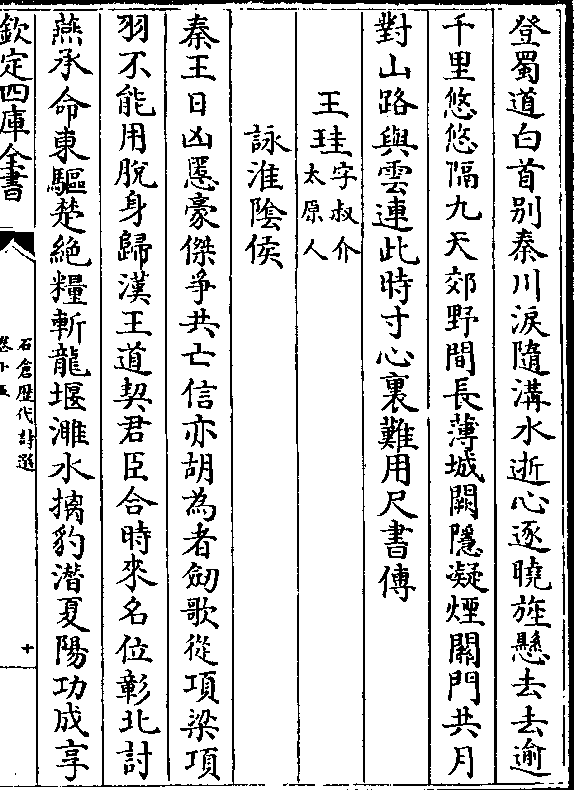 登蜀道白首别秦川淚隨溝水逝心逐曉旌懸去去逾
千里悠悠隔九天郊野間長薄城闕隱凝煙關門共月
對山路與雲連此時寸心裏難用尺書傳
王珪字叔介
太原人
詠淮陰侯
秦王日凶慝豪傑爭共亡信亦胡為者劒歌從項梁項
羽不能用脫身歸漢王道契君臣合時來名位彰北討
燕承命東驅楚絶糧斬龍堰濉水擒豹潛夏陽功成享
欽定四庫全書
石倉歴代詩選
卷十五
十